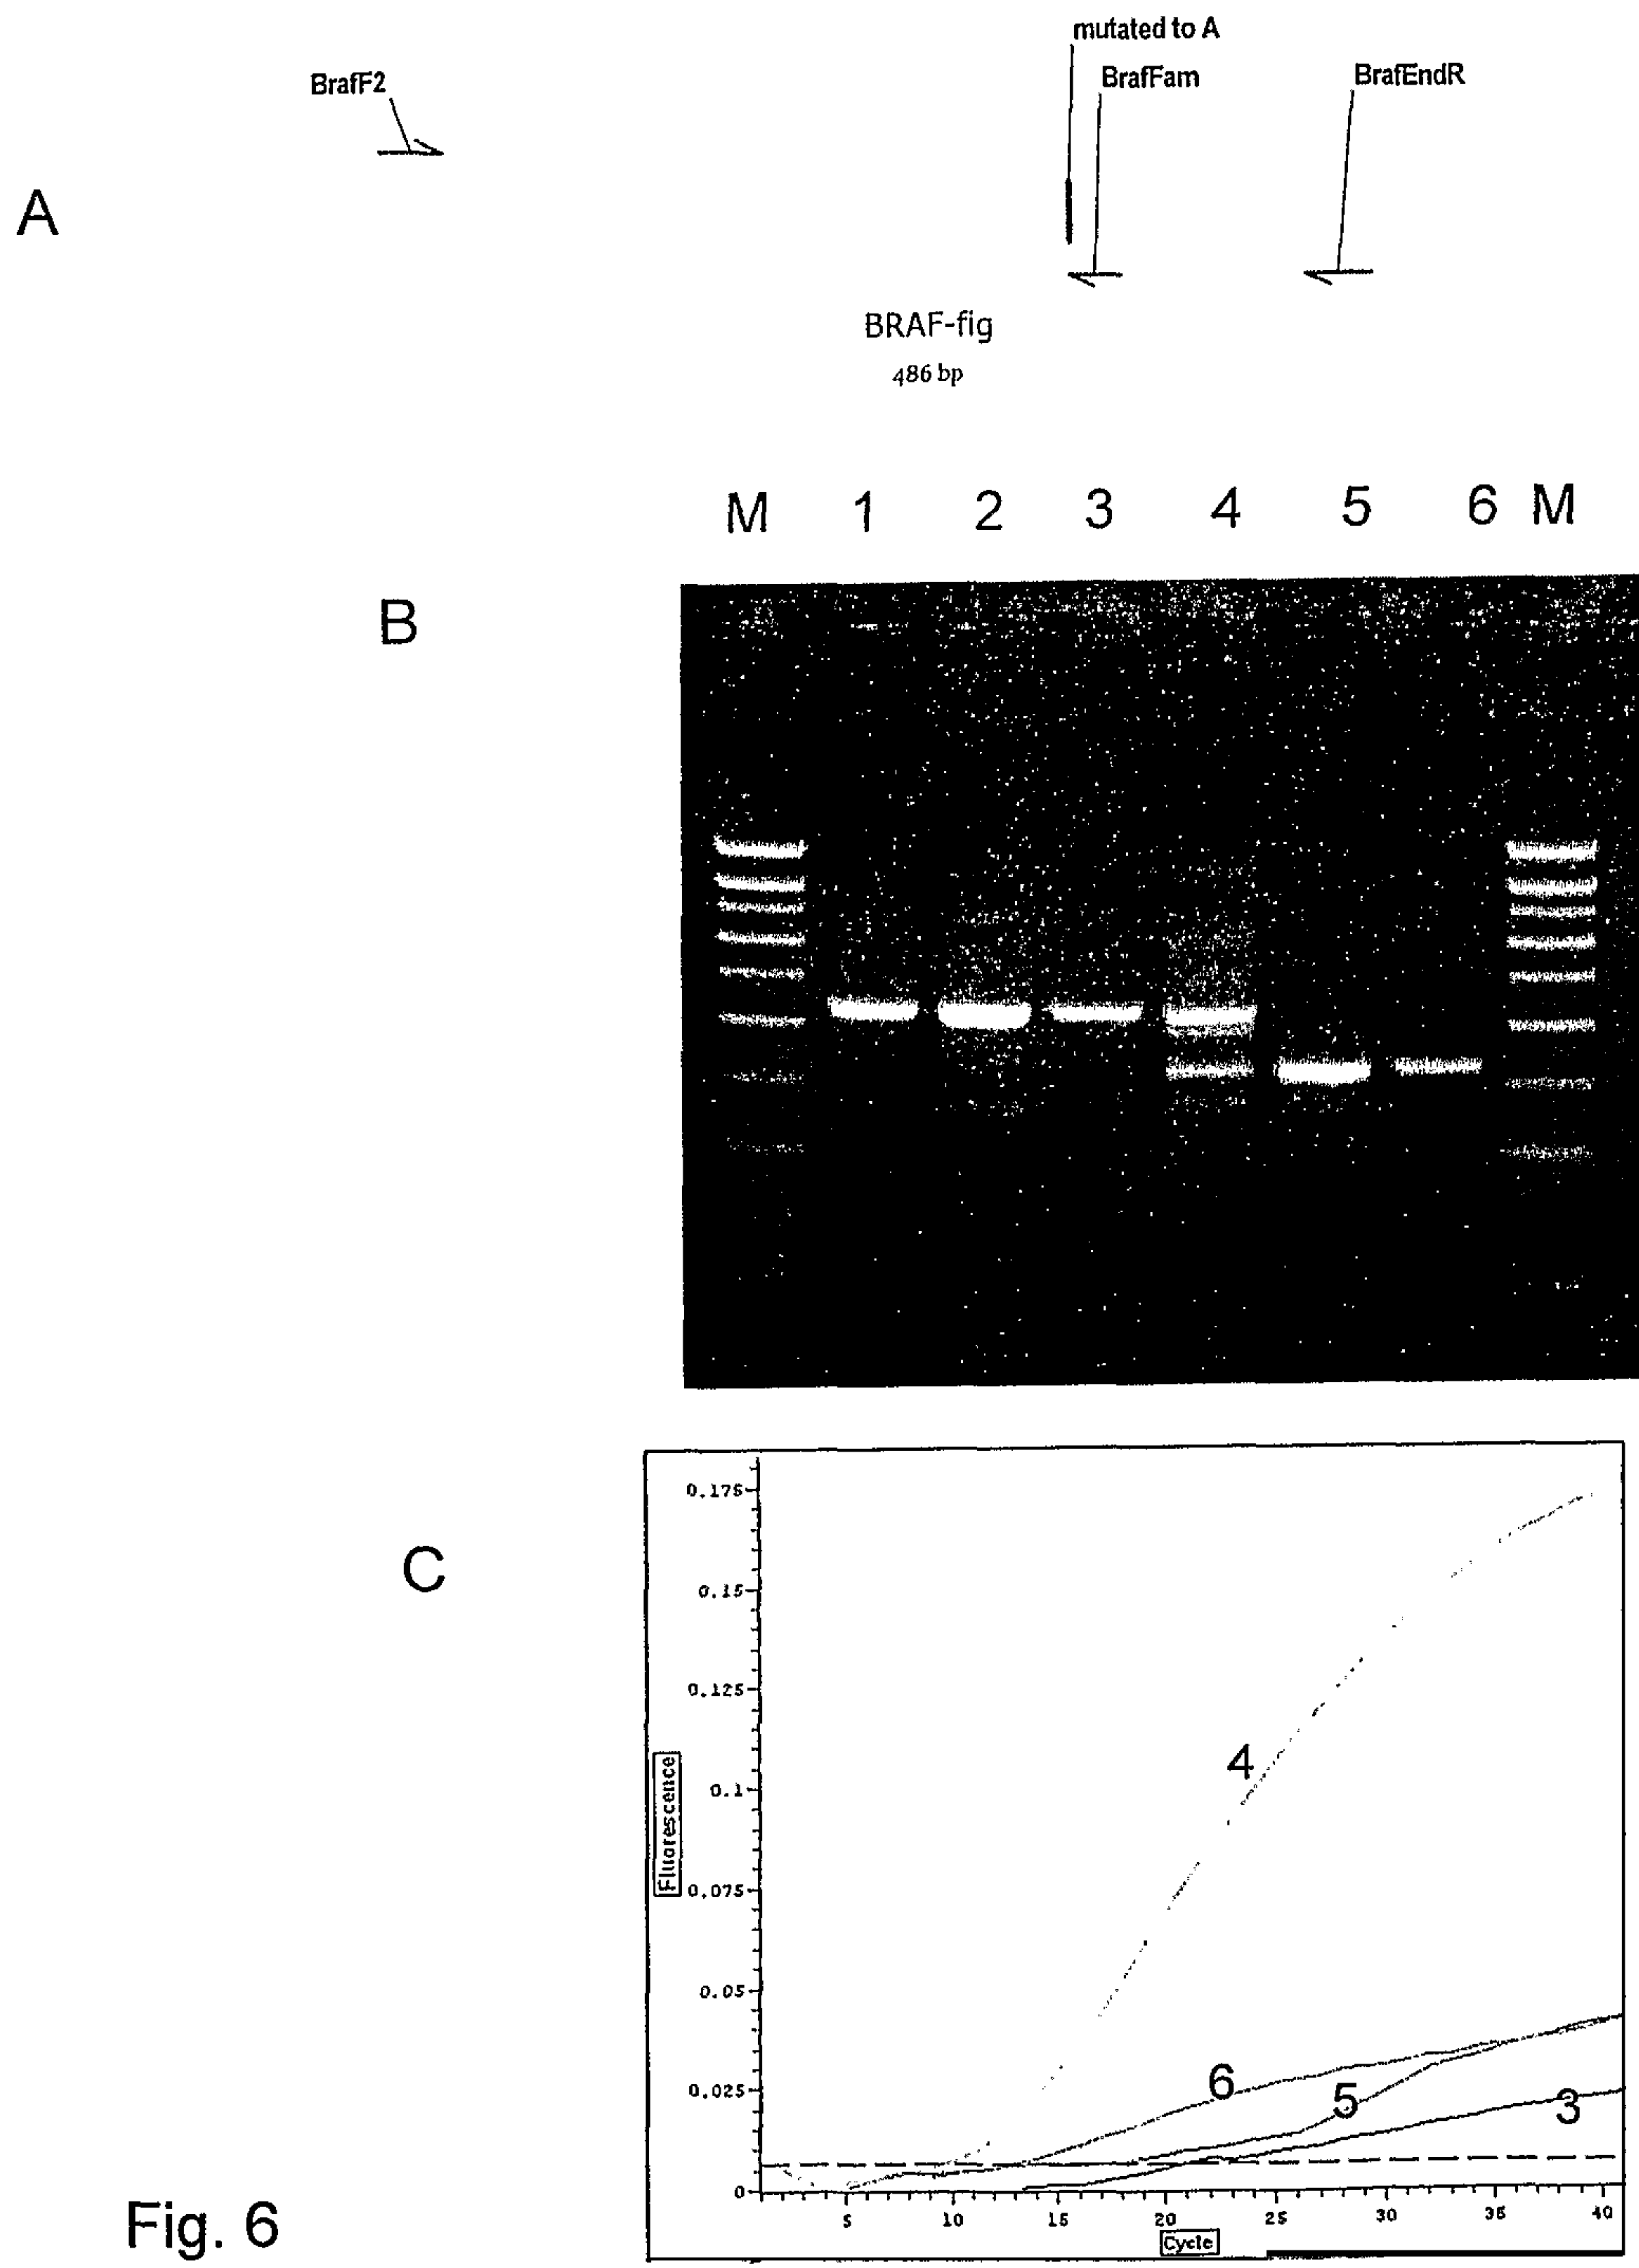 mutated to A
BrafF2
BrafFam
BrafEndR
A
BRAF-fig
486 bp
M 1 2 3 4 5 6 M
B
C
0.175
0.15
0.125
0.1
0.075
0.05
0.025
0
Fluorescence
4
6
5
3
5 10 15 20 25 30 35 40
Cycle
Fig. 6